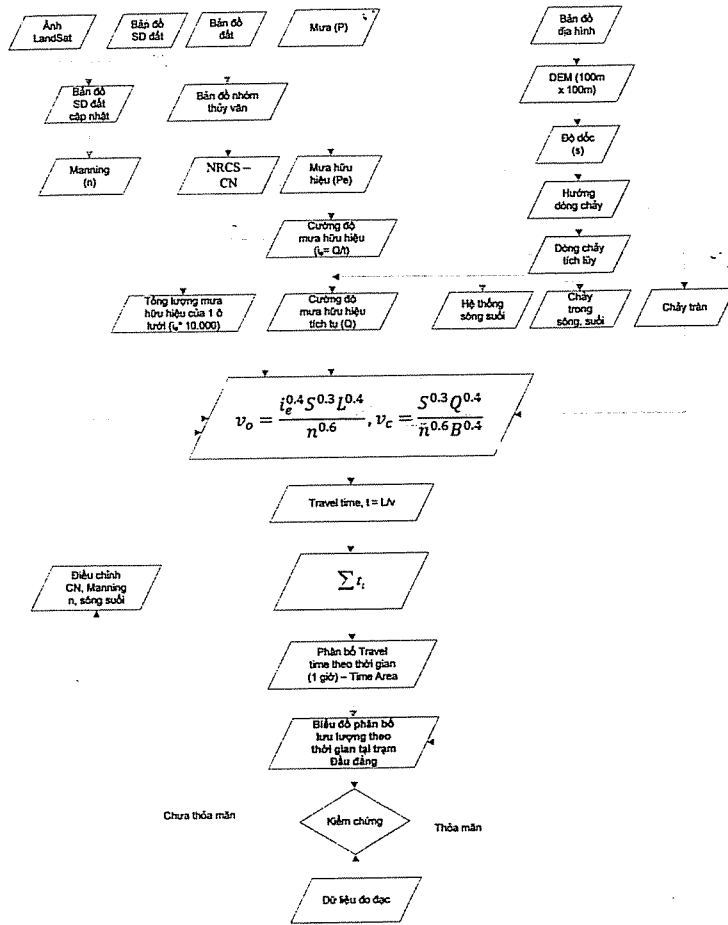 Ảnh
LandSat
Bản đồ
SD đất
Bản đồ
đất
Mưa (P)
Bản đồ
địa hình
Bản đồ
SD đất
cập nhật
Bản đồ nhóm
thủy văn
DEM (100m
x 100m)
Manning
(n)
NRCS –
CN
Mưa hữu
hiệu (Pe)
Độ dốc
(s)
Hướng
dòng chảy
Cường độ
mưa hữu hiệu
(iₑ= Q/t)
Dòng chảy
tích lũy
Tổng lượng mưa
hữu hiệu của 1 ô
lưới (iₑ* 10.000)
Cường độ
mưa hữu hiệu
tích tụ (Q)
Hệ thống
sông suối
Chảy
trong
sông, suối
Chảy tràn
v_o = i_e^0.4 S^0.3 L^0.4 / n^0.6, v_c = S^0.3 Q^0.4 / n^0.6 B^0.4
Travel time, t = L/v
∑ t_i
Điều chỉnh
CN, Manning
n, sông suối
Phân bố Travel
time theo thời gian
(1 giờ) – Time Area
Biểu đồ phân bố
lưu lượng theo
thời gian tại trạm
Đầu đẳng
Chưa thỏa mãn
Kiểm chứng
Thỏa mãn
Dữ liệu đo đạc